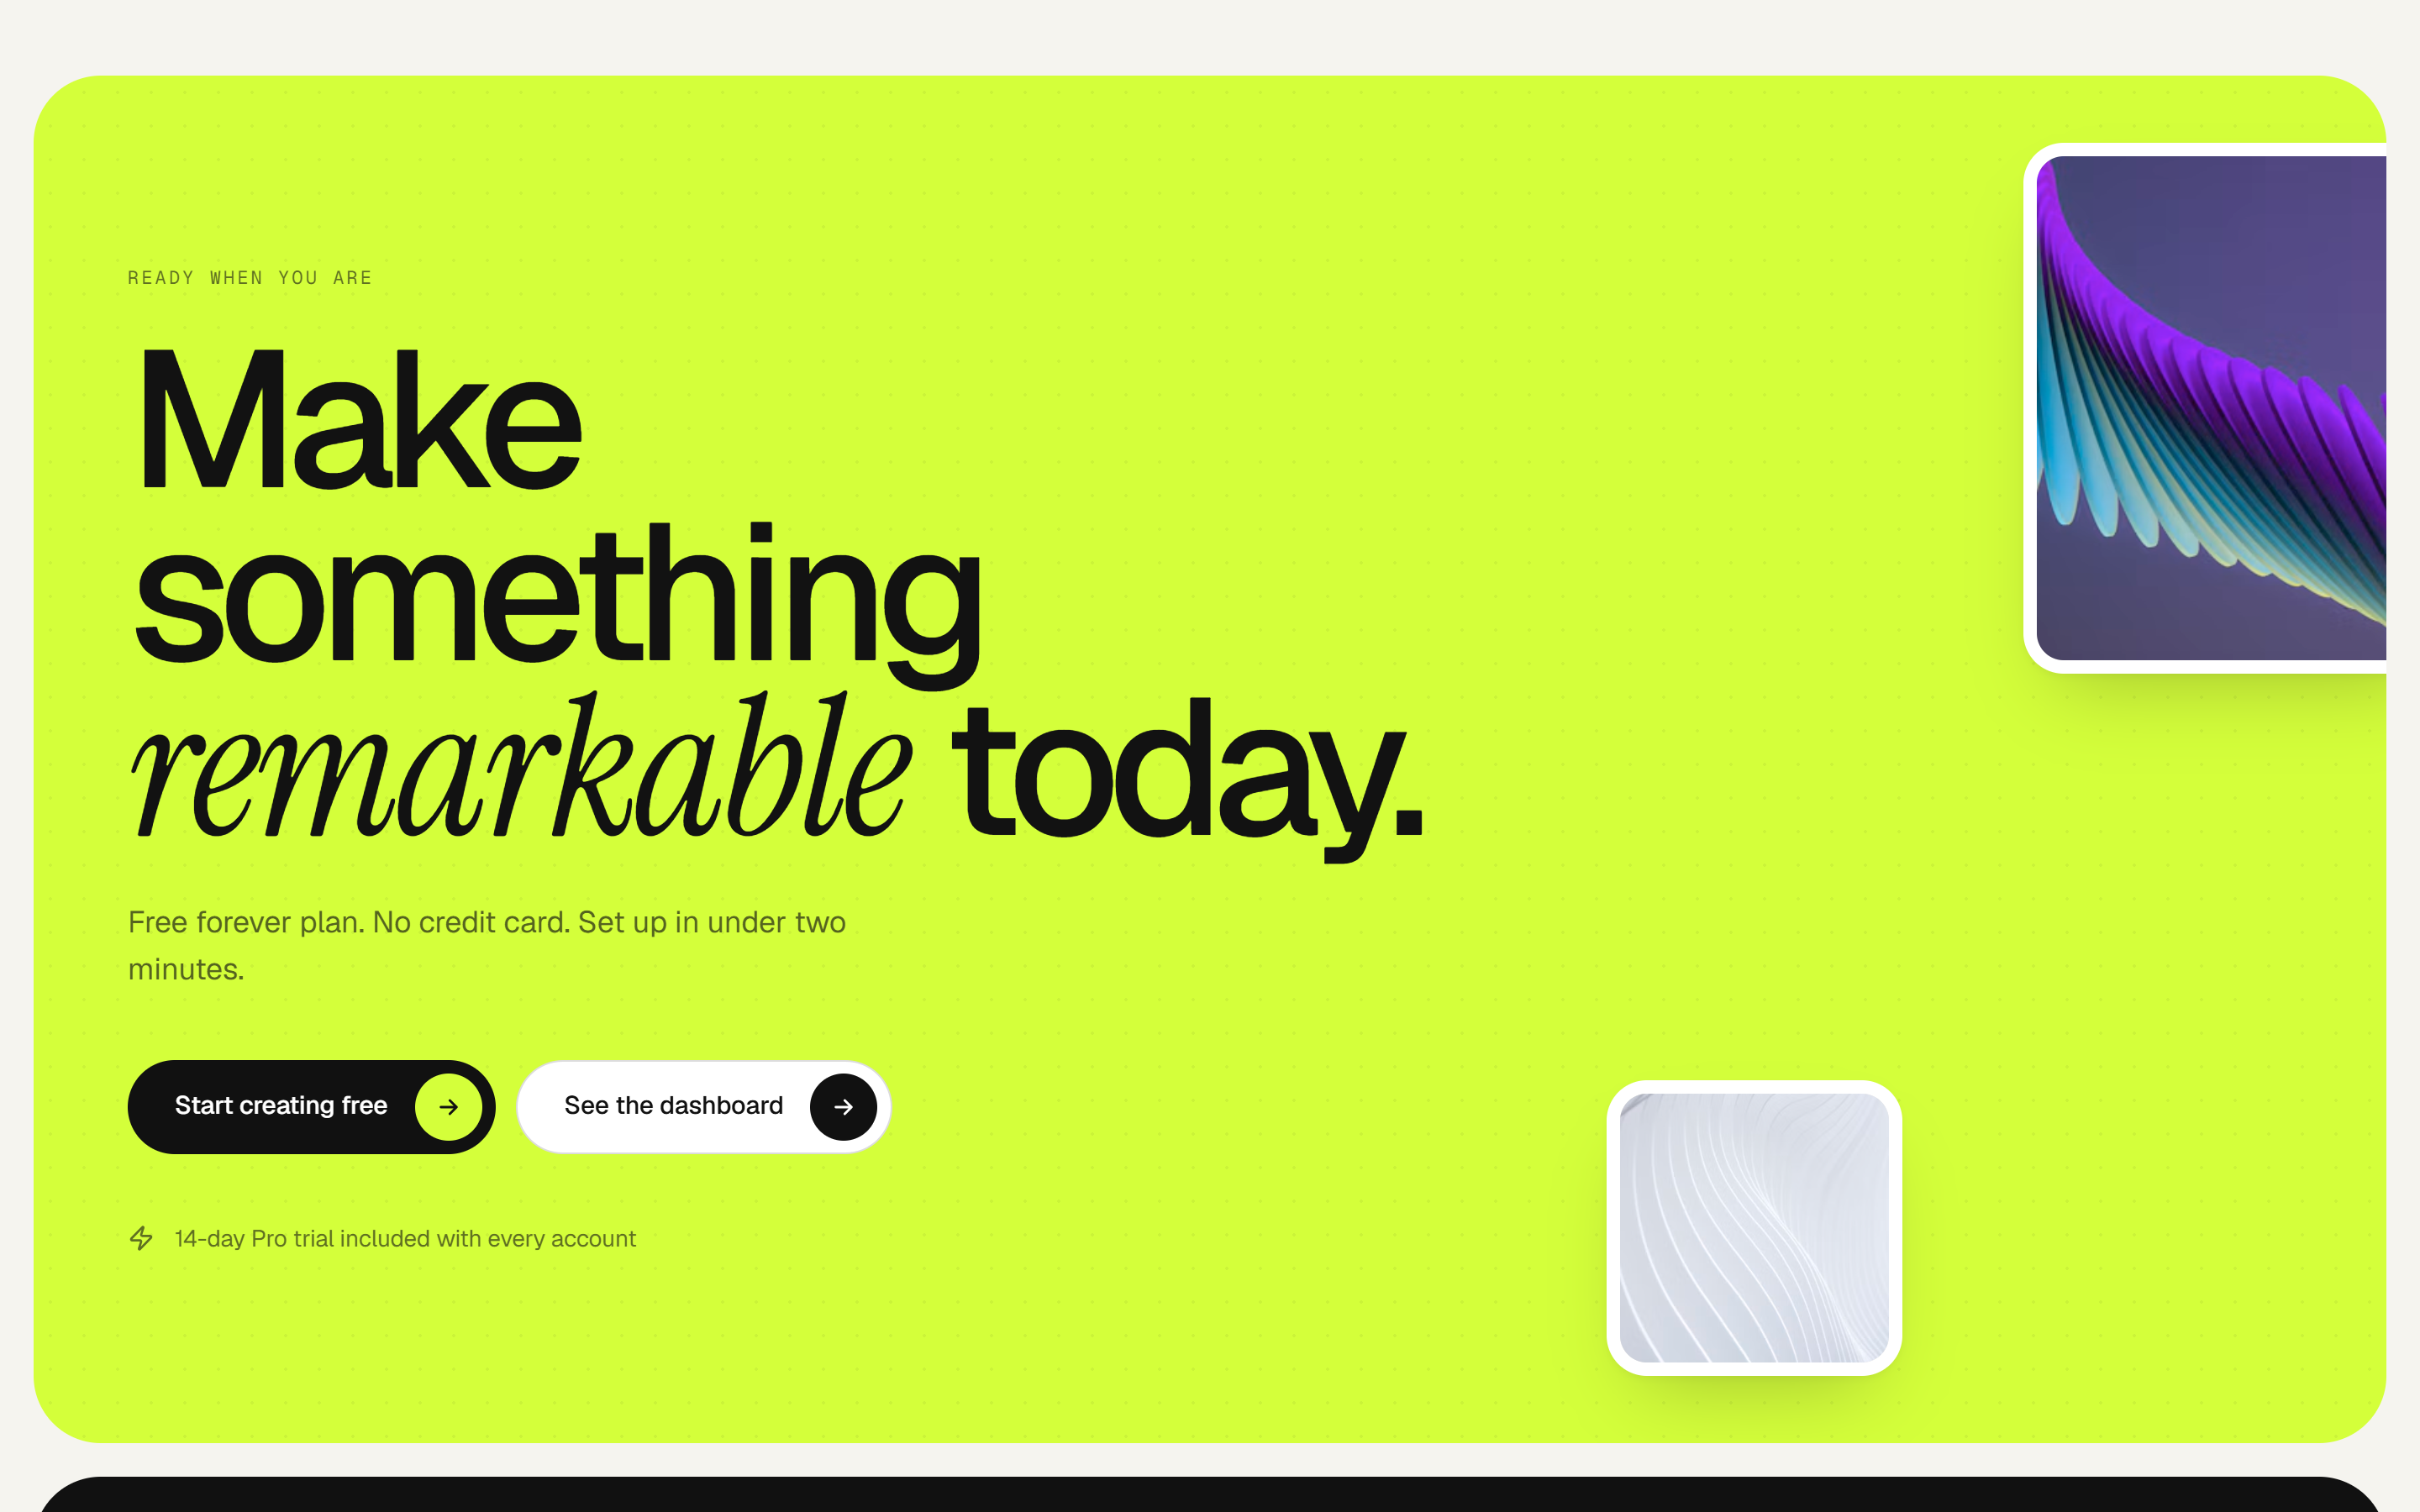 READY WHEN YOU ARE
Make
something
remarkable today.
Free forever plan. No credit card. Set up in under two
minutes.
Start creating free
See the dashboard
14-day Pro trial included with every account